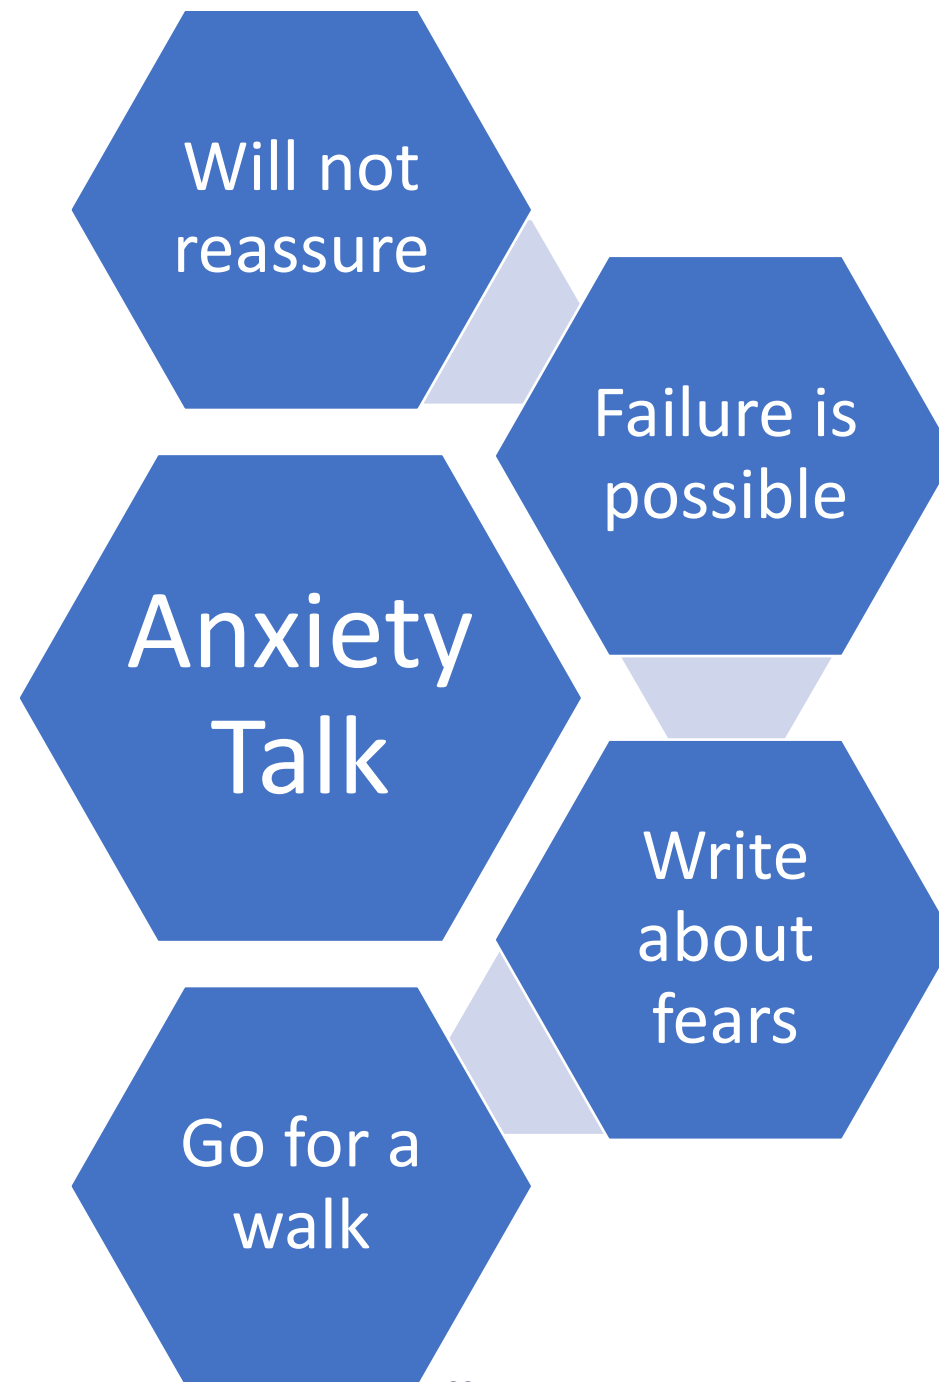 Will not
reassure
Failure is
possible
Anxiety
Talk
Write
about
fears
Go for a
walk